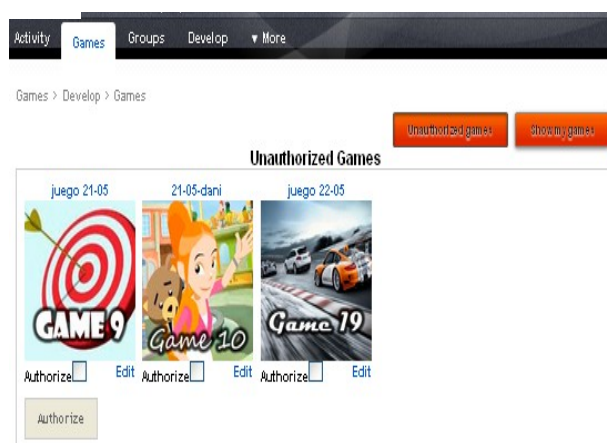 Activity Games Groups Develop ▼ More
Games > Develop > Games
Unauthorized games Show my games
Unauthorized Games
juego 21-05 21-05-dani juego 22-05
GAME 9 Game 10 Game 19
Authorize Edit Authorize Edit Authorize Edit
Authorize